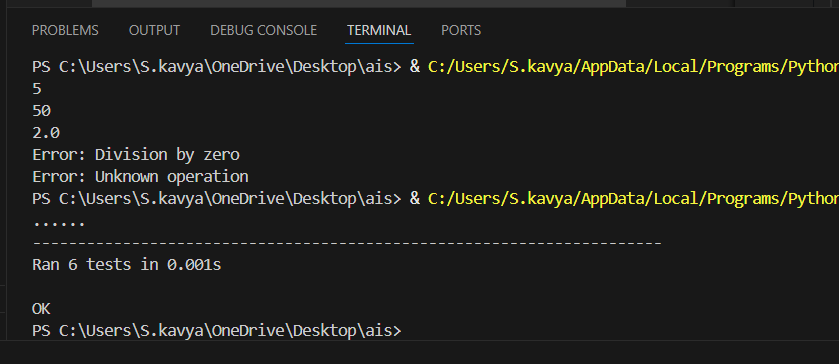 PROBLEMS OUTPUT DEBUG CONSOLE TERMINAL PORTS
PS C:\Users\S.kavya\OneDrive\Desktop\ais> & C:/Users/S.kavya/AppData/Local/Programs/Python
5
50
2.0
Error: Division by zero
Error: Unknown operation
PS C:\Users\S.kavya\OneDrive\Desktop\ais> & C:/Users/S.kavya/AppData/Local/Programs/Python
......
----------------------------------------------------------------------
Ran 6 tests in 0.001s
OK
PS C:\Users\S.kavya\OneDrive\Desktop\ais>